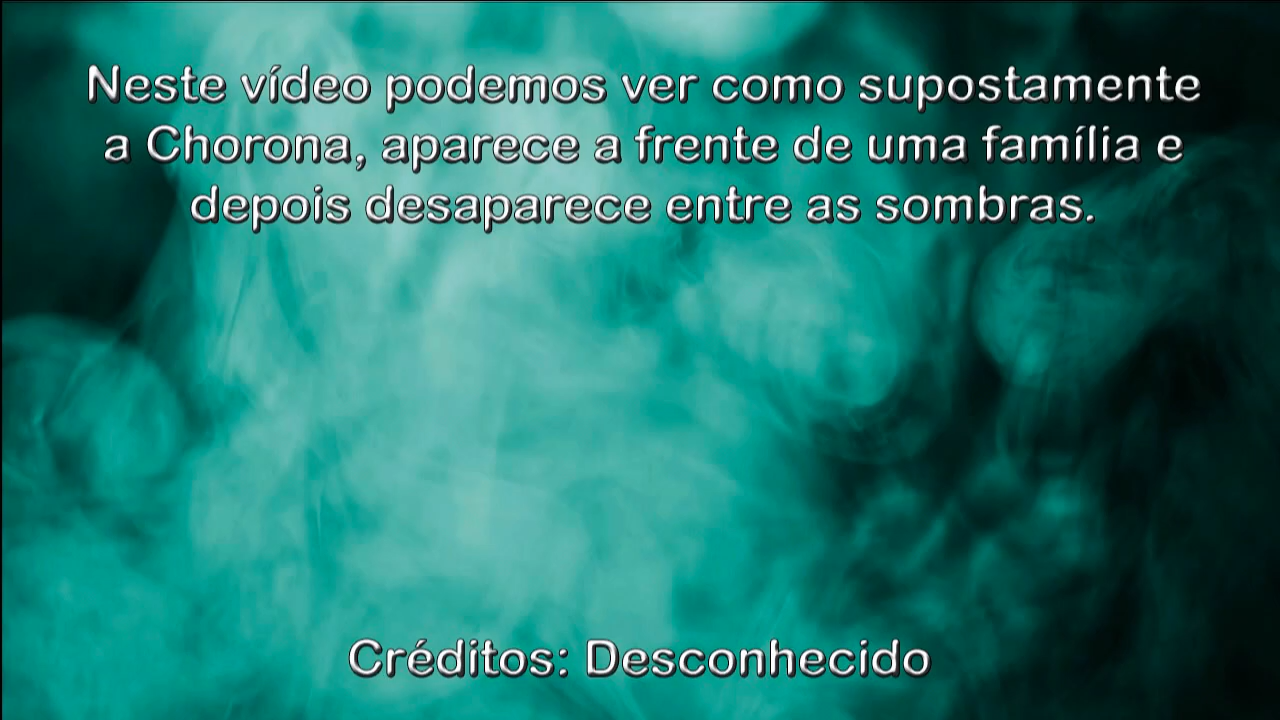 Neste vídeo podemos ver como supostamente
a Chorona, aparece a frente de uma família e
depois desaparece entre as sombras.
Créditos: Desconhecido